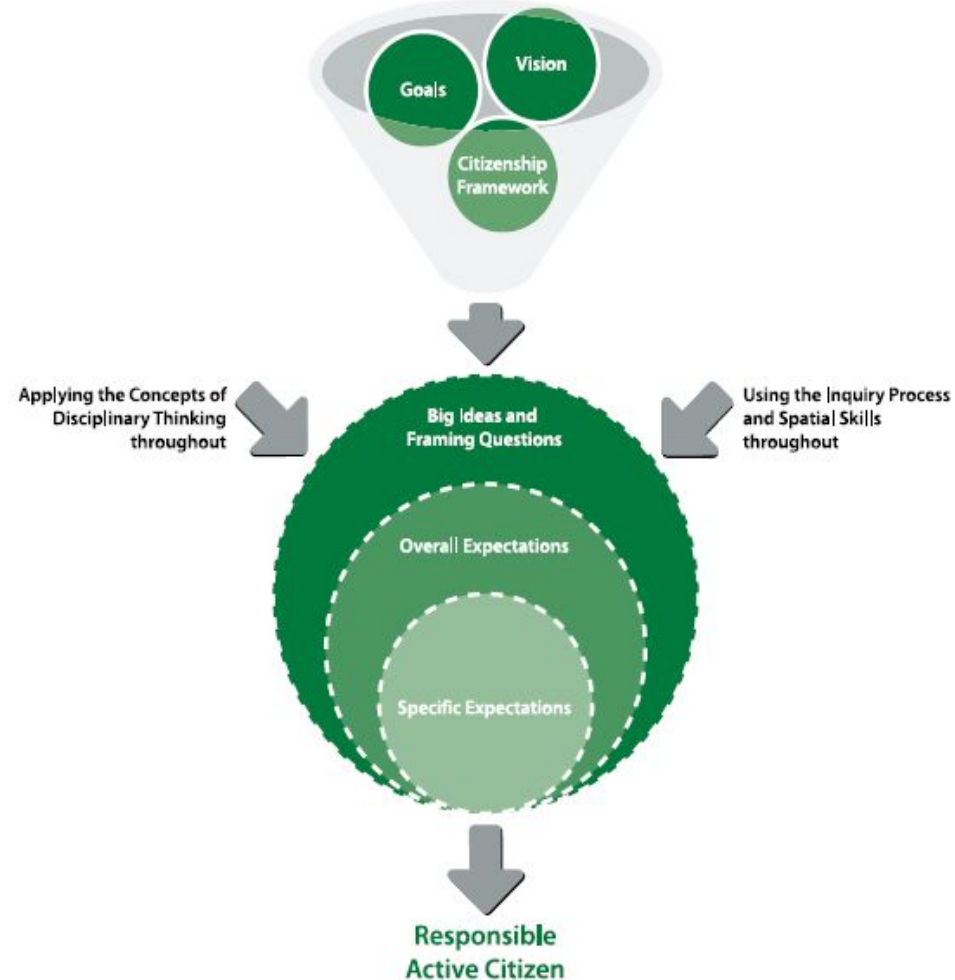 Goals
Vision
Citizenship
Framework
Applying the Concepts of
Disciplinary Thinking
throughout
Using the Inquiry Process
and Spatial Skills
throughout
Big Ideas and
Framing Questions
Overall Expectations
Specific Expectations
Responsible
Active Citizen